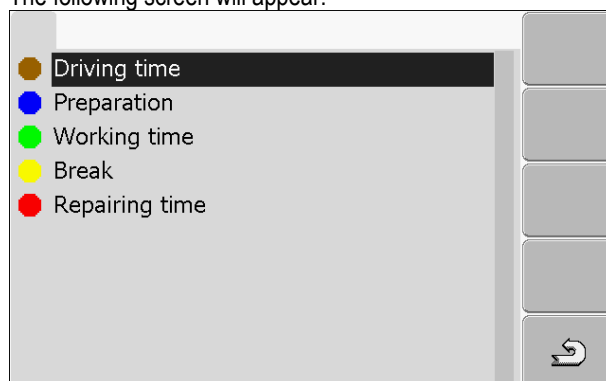 The following screen will appear:
Driving time
Preparation
Working time
Break
Repairing time